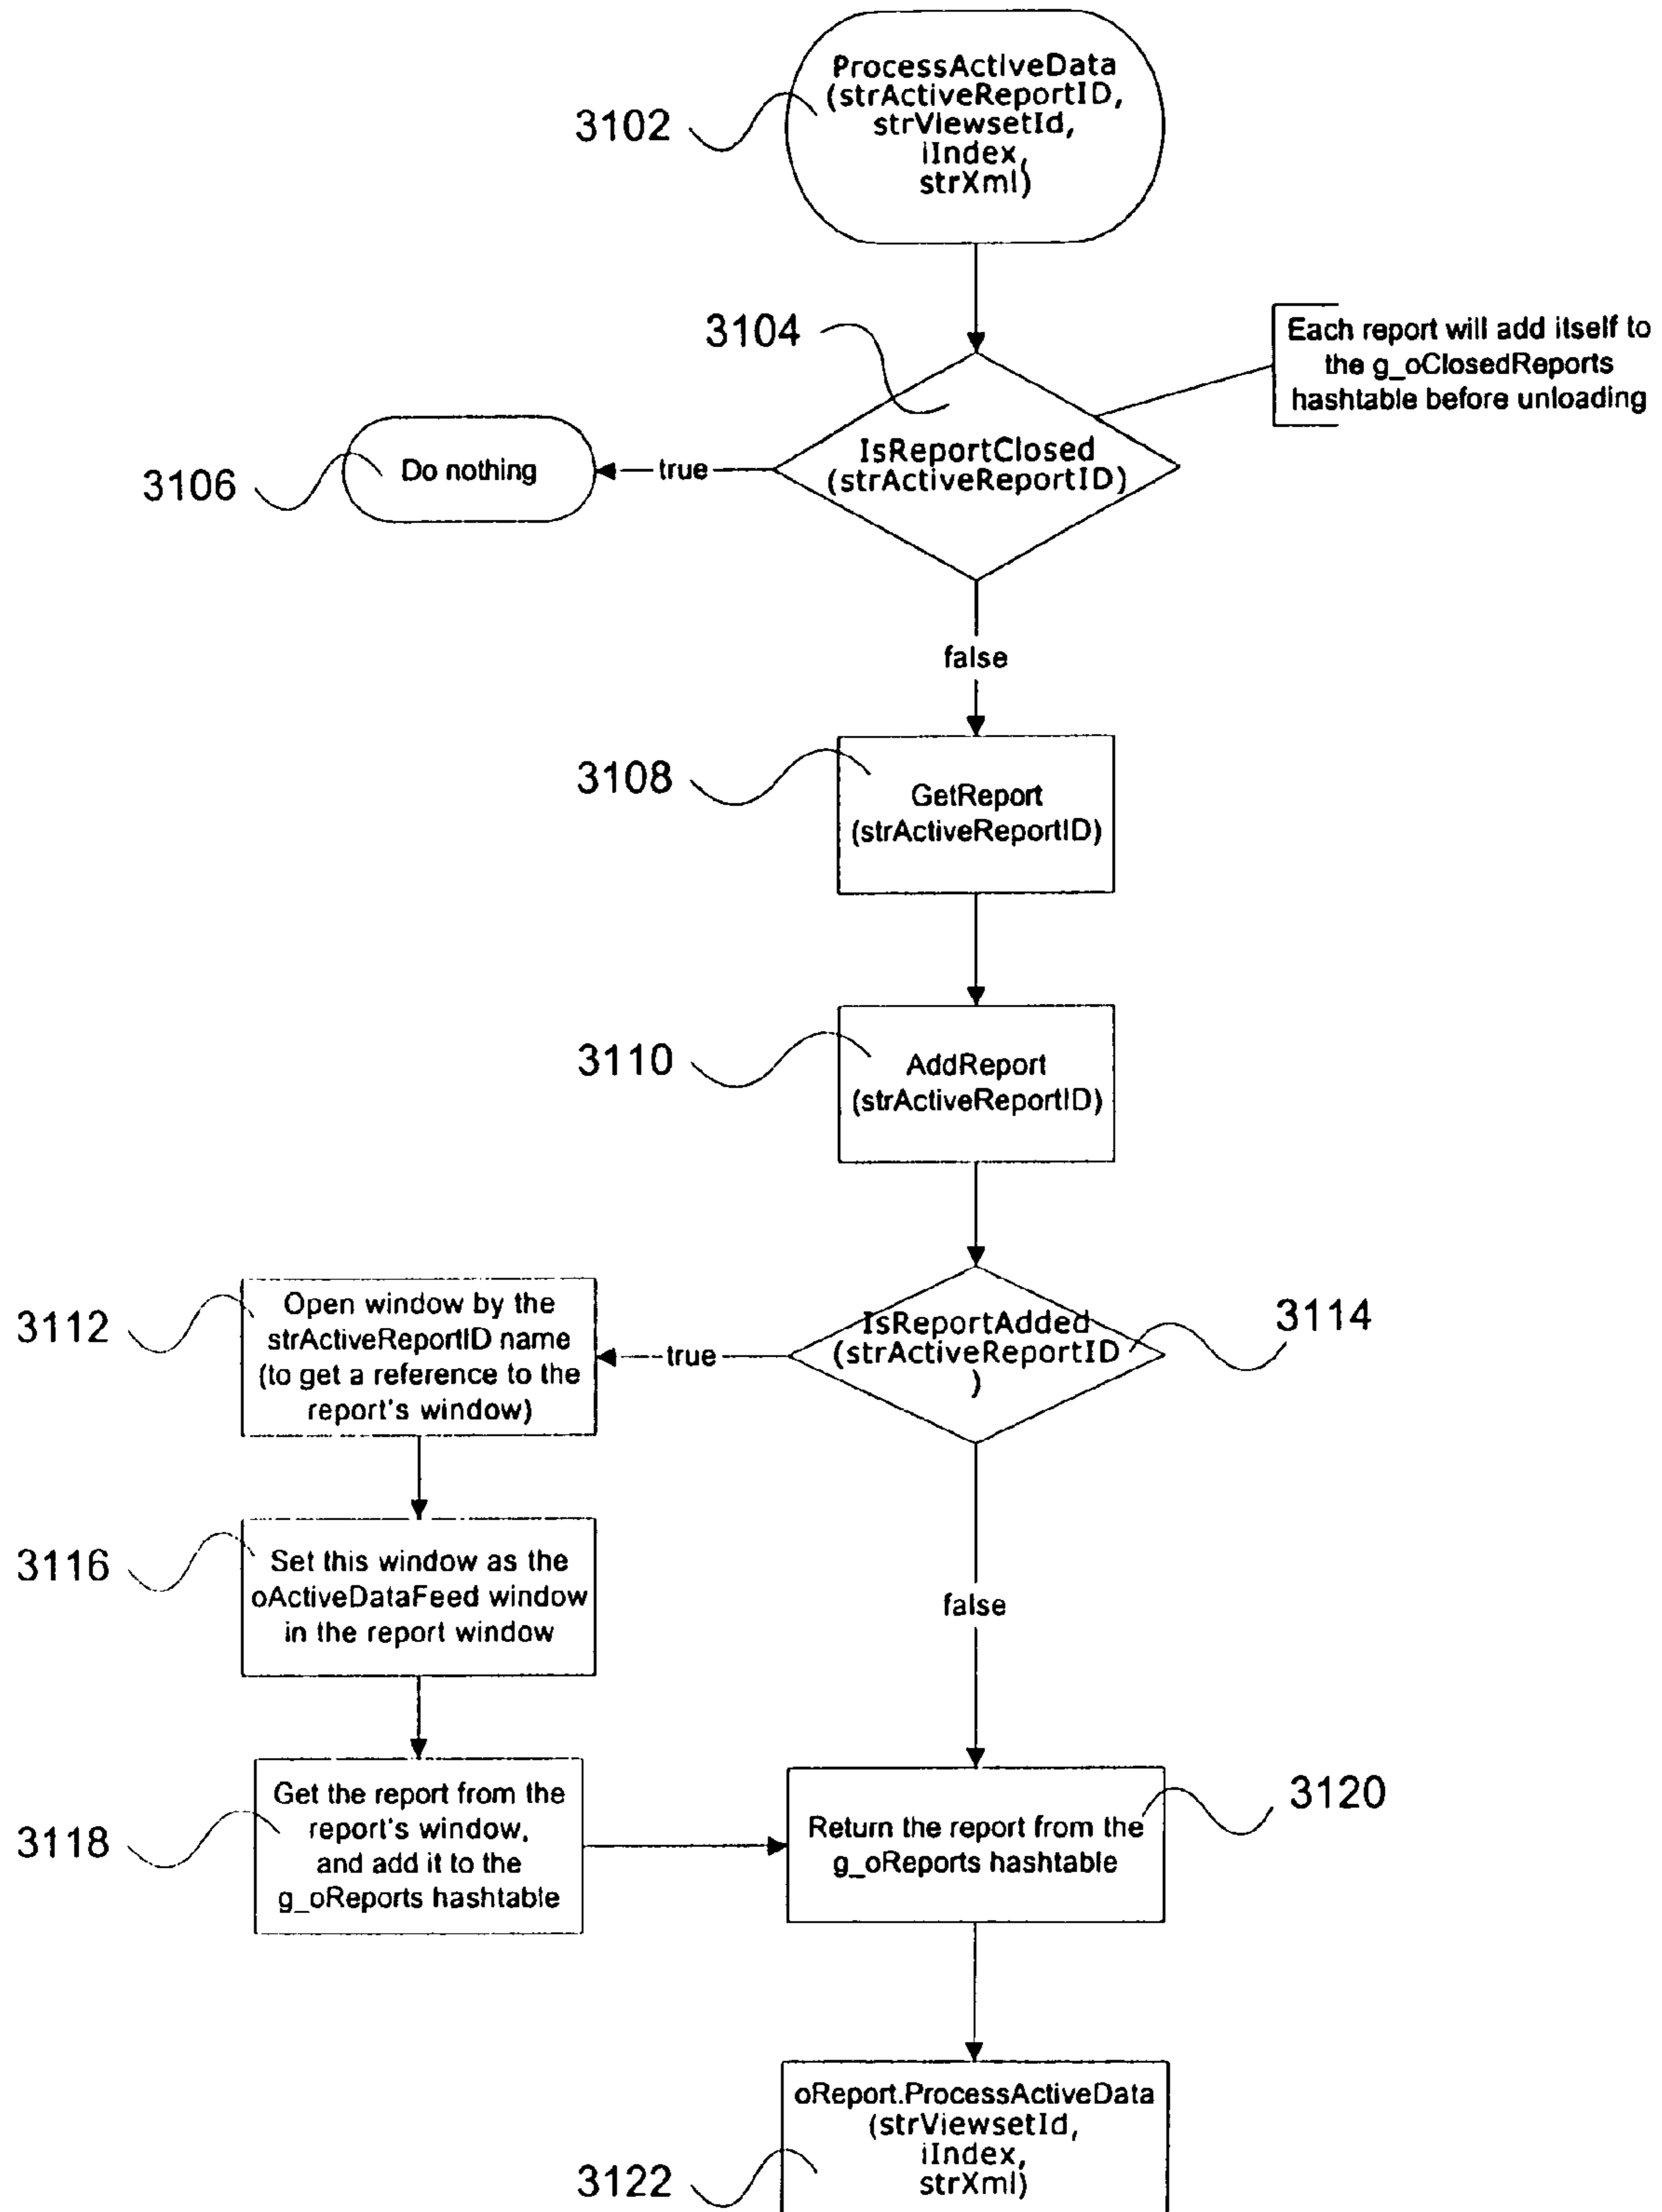 ProcessActiveData
(strActiveReportID,
strViewsetId,
iIndex,
strXml)
3102
3104
Each report will add itself to
the g_oClosedReports
hashtable before unloading
IsReportClosed
(strActiveReportID)
true
Do nothing
3106
false
3108
GetReport
(strActiveReportID)
3110
AddReport
(strActiveReportID)
3112
Open window by the
strActiveReportID name
(to get a reference to the
report's window)
true
IsReportAdded
(strActiveReportID
)
3114
3116
Set this window as the
oActiveDataFeed window
in the report window
false
3118
Get the report from the
report's window,
and add it to the
g_oReports hashtable
Return the report from the
g_oReports hashtable
3120
oReport.ProcessActiveData
(strViewsetId,
iIndex,
strXml)
3122